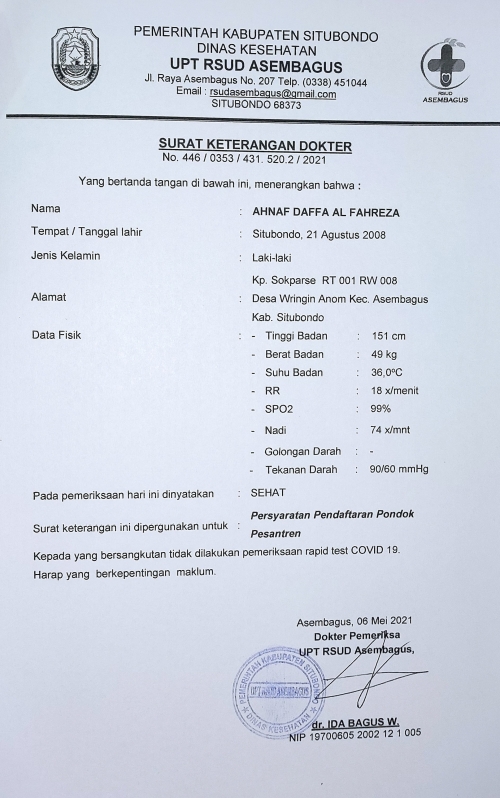 PEMERINTAH KABUPATEN SITUBONDO
DINAS KESEHATAN
UPT RSUD ASEMBAGUS
Jl. Raya Asembagus No. 207 Telp. (0338) 451044
Email : rsudasembagus@gmail.com
SITUBONDO 68373
RSUD
ASEMBAGUS
SURAT KETERANGAN DOKTER
No. 446 / 0353 / 431. 520.2 / 2021
Yang bertanda tangan di bawah ini, menerangkan bahwa :
Nama : AHNAF DAFFA AL FAHREZA
Tempat / Tanggal lahir : Situbondo, 21 Agustus 2008
Jenis Kelamin : Laki-laki
Kp. Sokparse RT 001 RW 008
Alamat : Desa Wringin Anom Kec. Asembagus
Kab. Situbondo
Data Fisik : - Tinggi Badan : 151 cm
- Berat Badan : 49 kg
- Suhu Badan : 36,0ºC
- RR : 18 x/menit
- SPO2 : 99%
- Nadi : 74 x/mnt
- Golongan Darah : -
- Tekanan Darah : 90/60 mmHg
Pada pemeriksaan hari ini dinyatakan : SEHAT
Surat keterangan ini dipergunakan untuk : Persyaratan Pendaftaran Pondok
Pesantren
Kepada yang bersangkutan tidak dilakukan pemeriksaan rapid test COVID 19.
Harap yang berkepentingan maklum.
Asembagus, 06 Mei 2021
Dokter Pemeriksa
UPT RSUD Asembagus,
PEMERINTAH KABUPATEN SITUBONDO
UPT RSUD ASEMBAGUS
DINAS KESEHATAN
dr. IDA BAGUS W.
NIP 19700605 2002 12 1 005